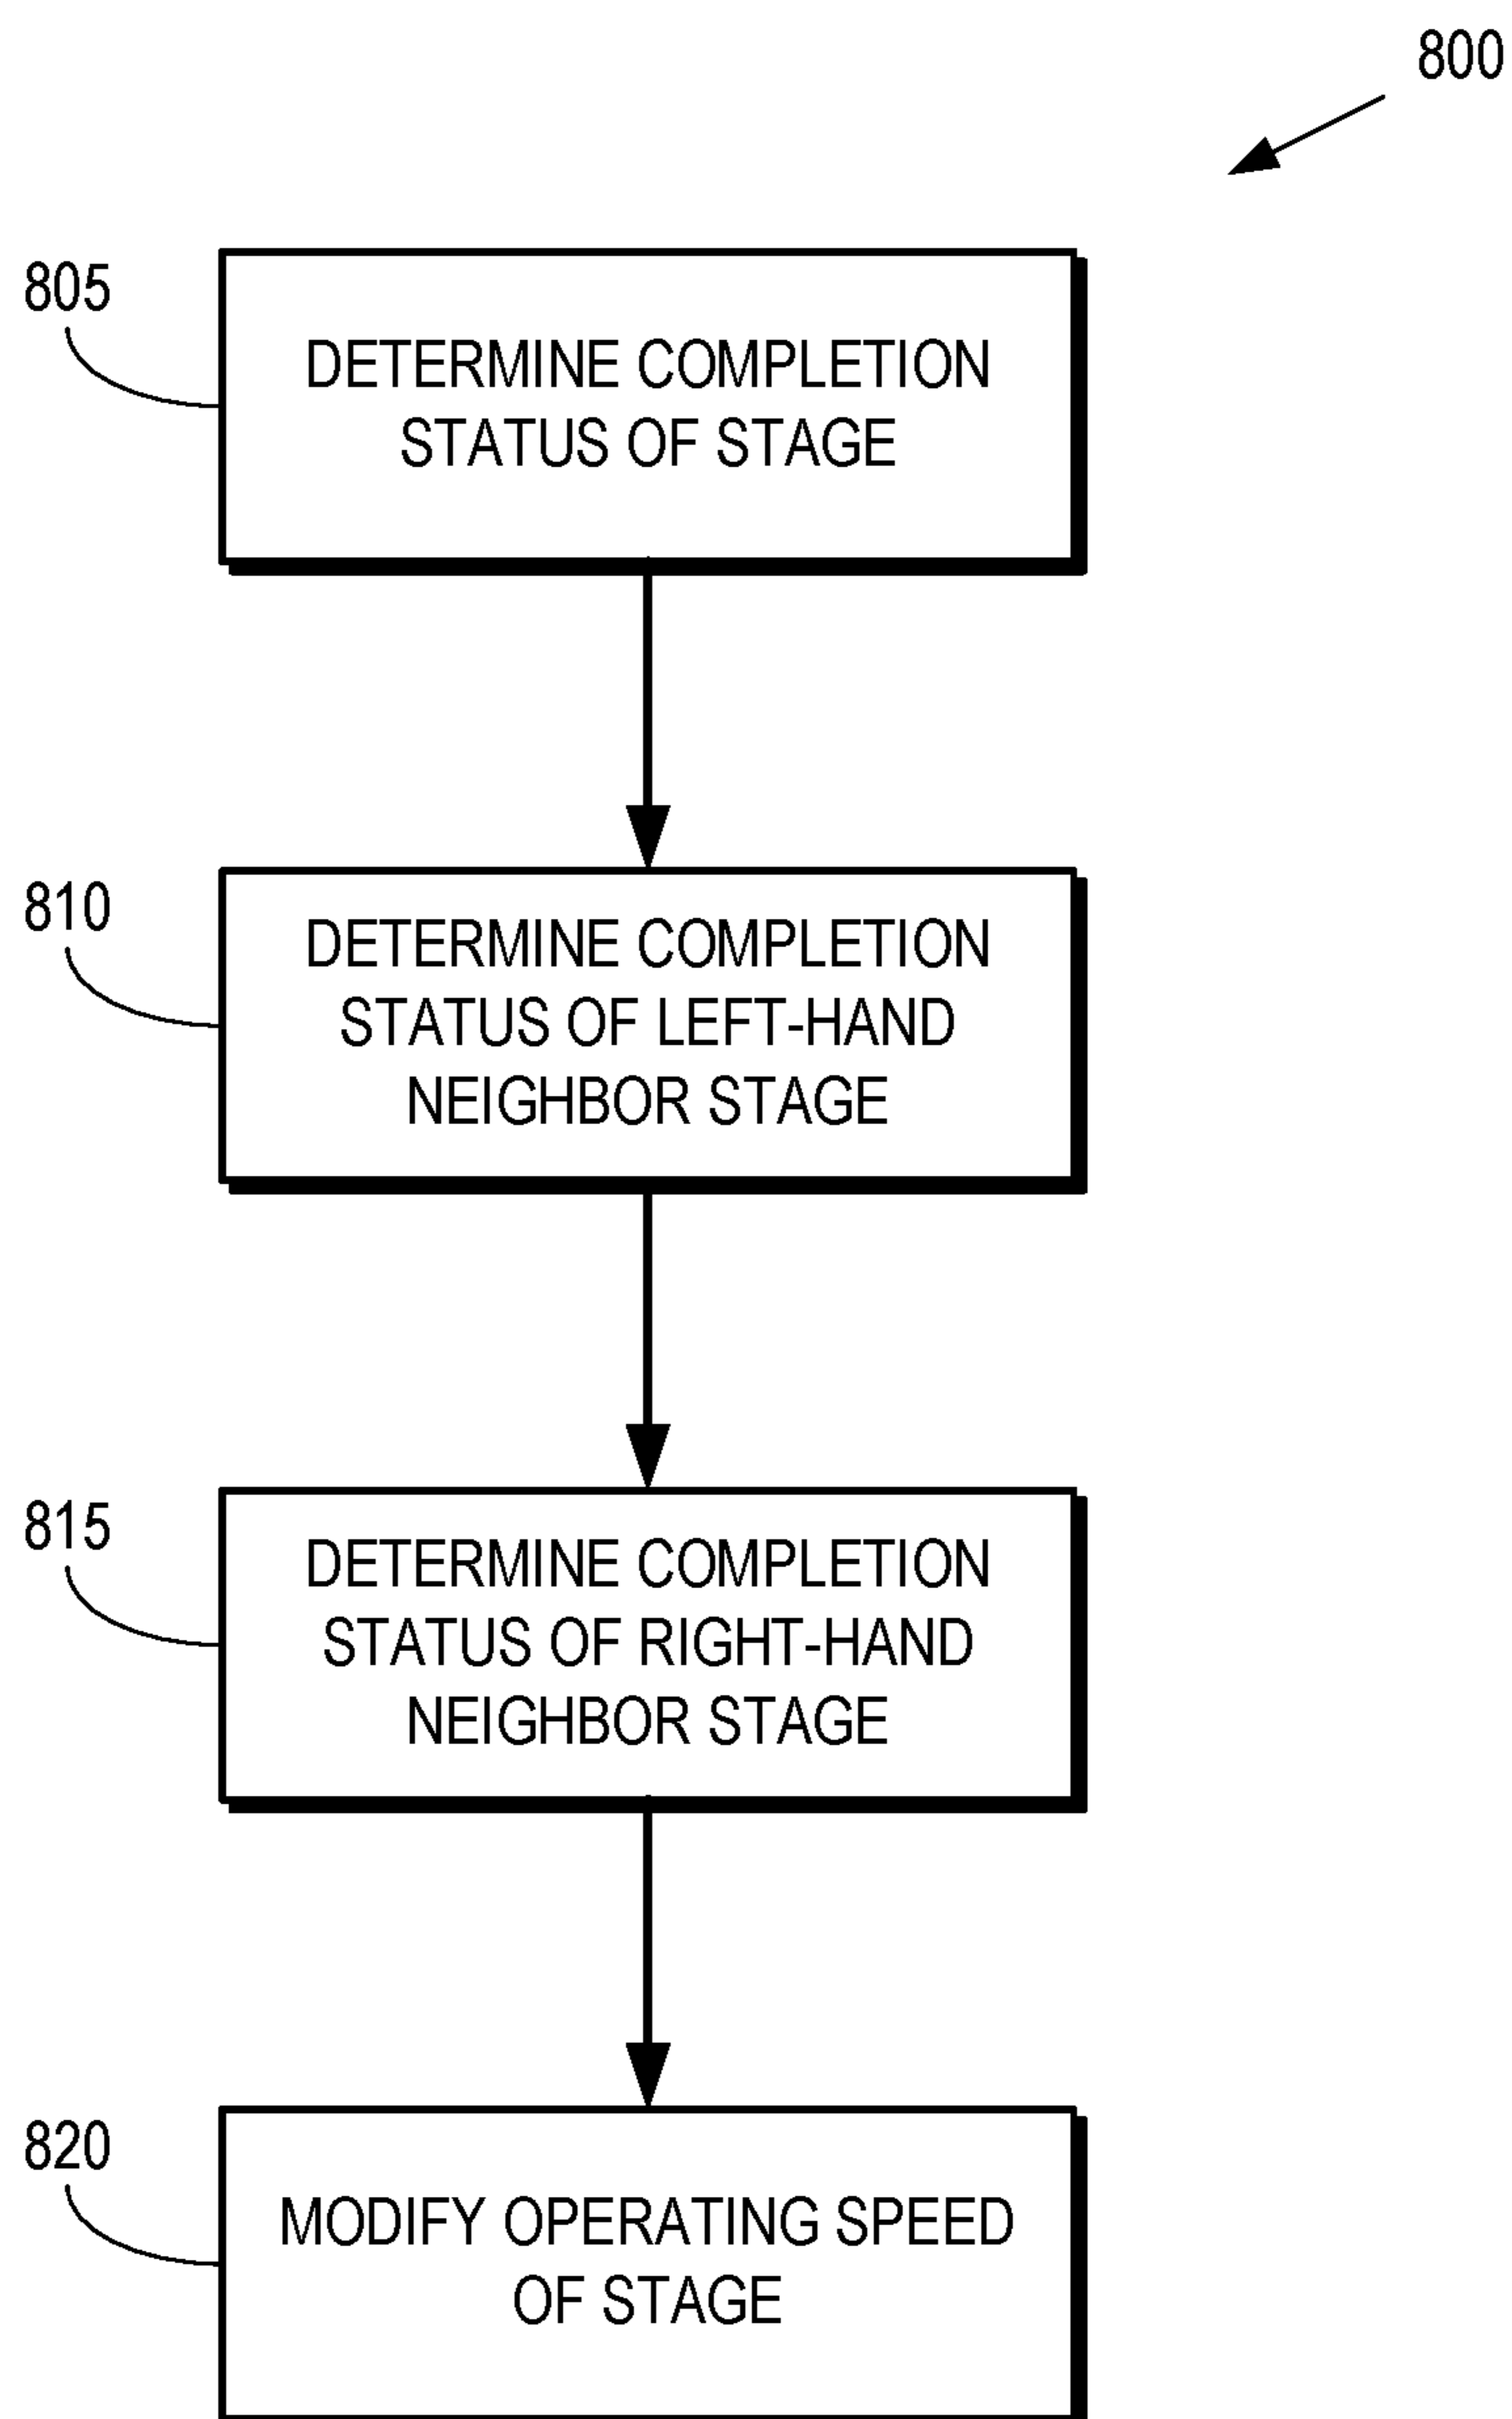 800
805
DETERMINE COMPLETION
STATUS OF STAGE
810
DETERMINE COMPLETION
STATUS OF LEFT-HAND
NEIGHBOR STAGE
815
DETERMINE COMPLETION
STATUS OF RIGHT-HAND
NEIGHBOR STAGE
820
MODIFY OPERATING SPEED
OF STAGE